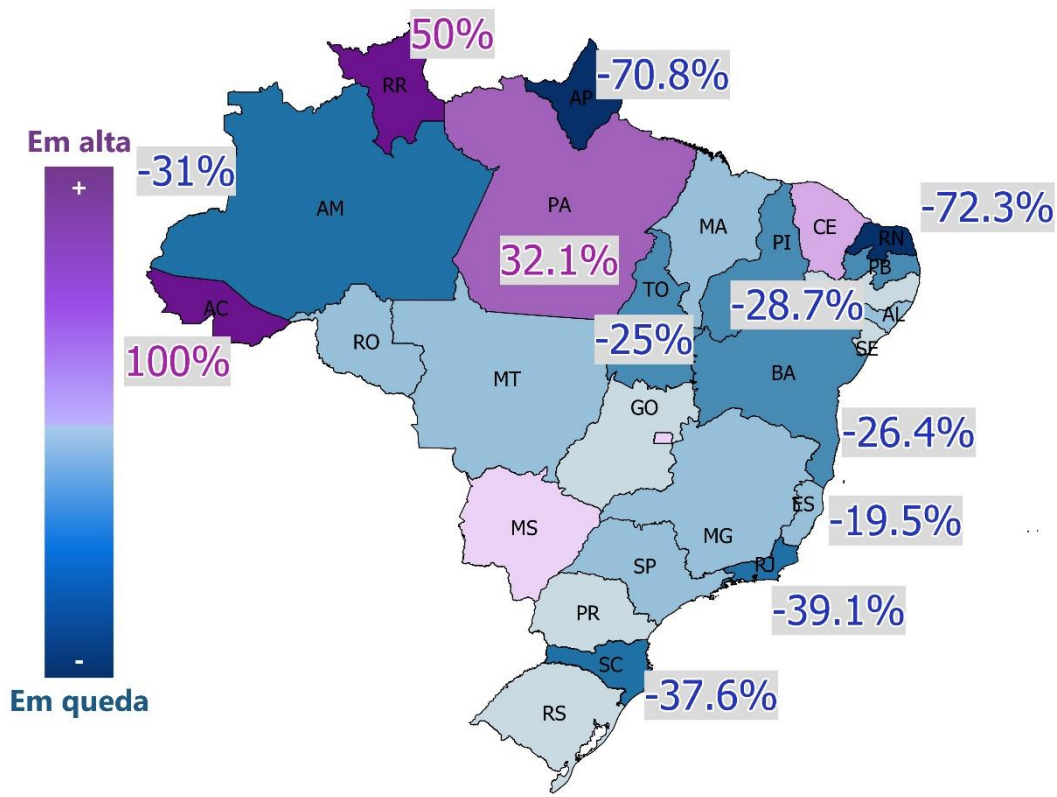 50%
RR
-70.8%
AP
Em alta
+
-31%
AM
PA
MA
PI
CE
-72.3%
RN
PB
32.1%
TO
-28.7%
AL
AC
SE
RO
-25%
100%
MT
BA
GO
-26.4%
MS
ES
-19.5%
MG
SP
RJ
-39.1%
PR
-
SC
Em queda
-37.6%
RS